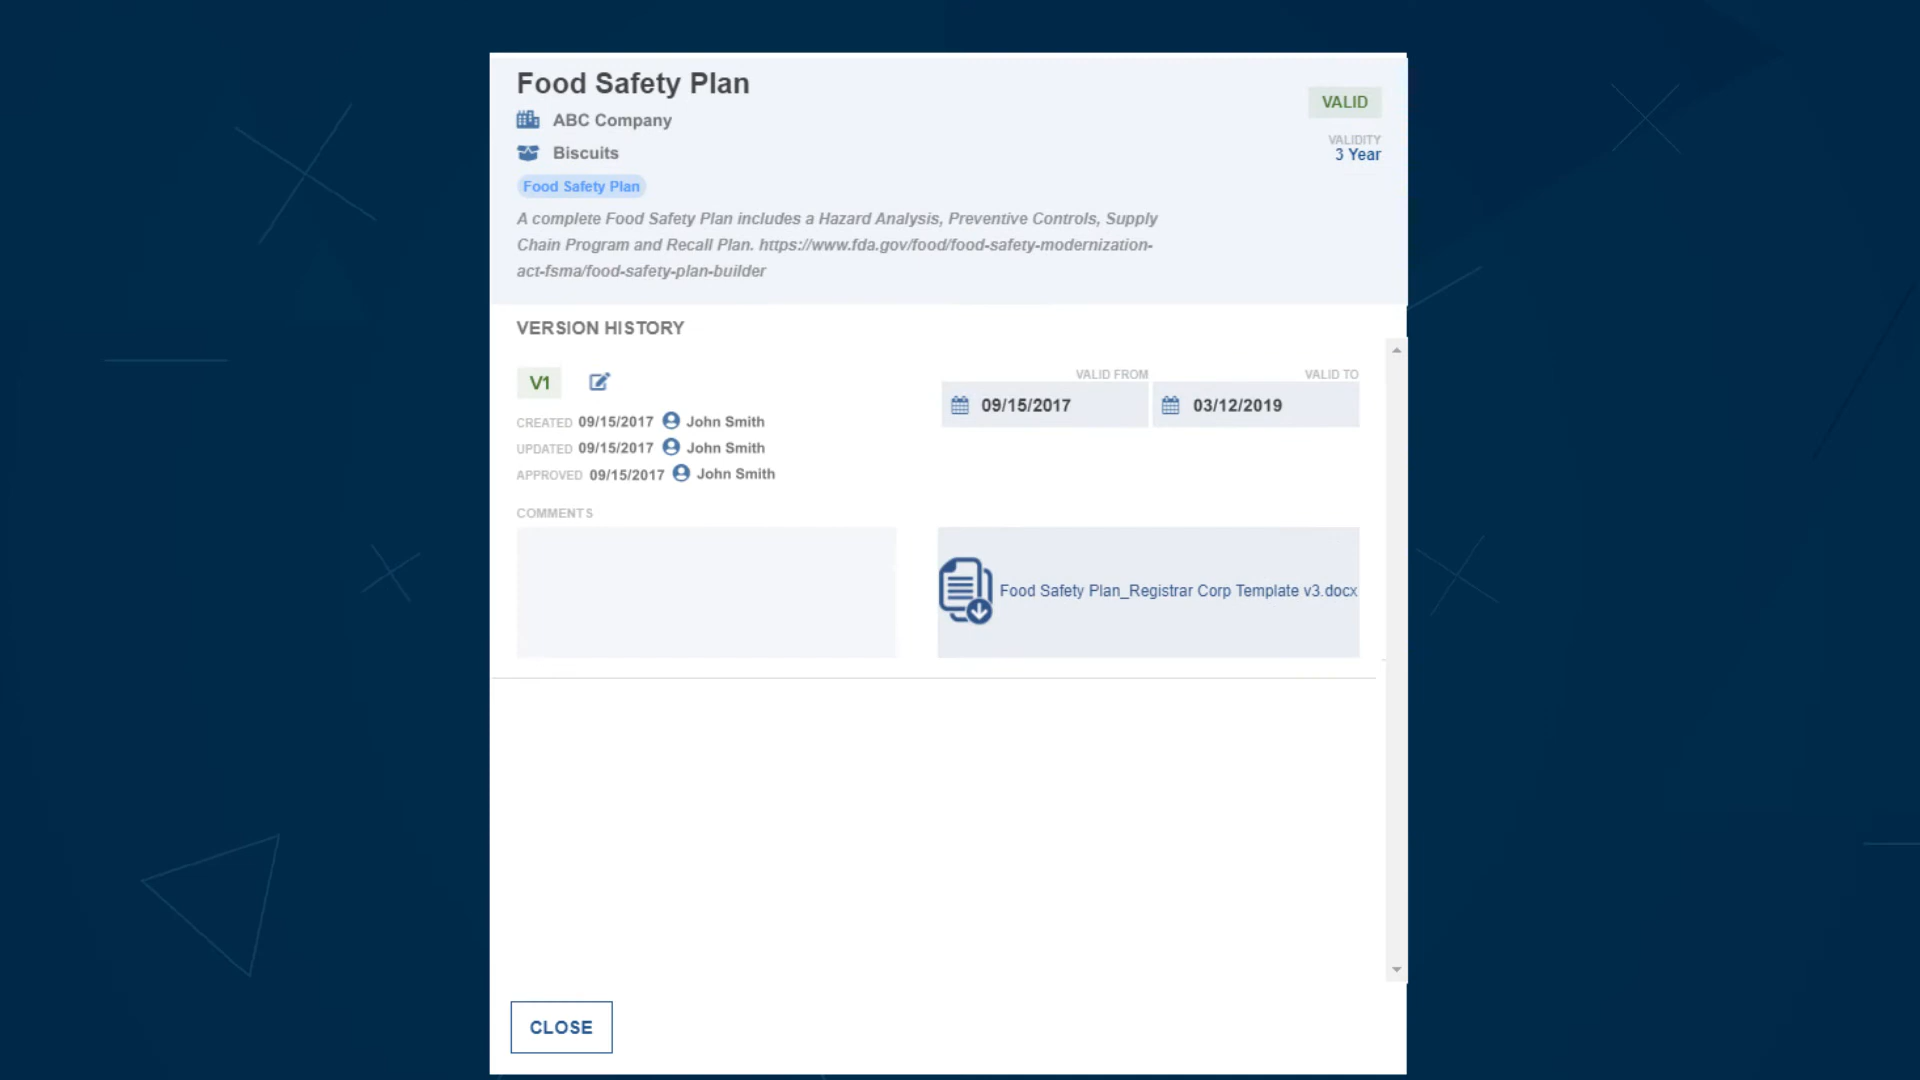 Food Safety Plan
VALID
ABC Company
VALIDITY
3 Year
Biscuits
Food Safety Plan
A complete Food Safety Plan includes a Hazard Analysis, Preventive Controls, Supply
Chain Program and Recall Plan. https://www.fda.gov/food/food-safety-modernization-
act-fsma/food-safety-plan-builder
VERSION HISTORY
V1
VALID FROM
VALID TO
09/15/2017
03/12/2019
CREATED 09/15/2017 John Smith
UPDATED 09/15/2017 John Smith
APPROVED 09/15/2017 John Smith
COMMENTS
Food Safety Plan_Registrar Corp Template v3.docx
CLOSE